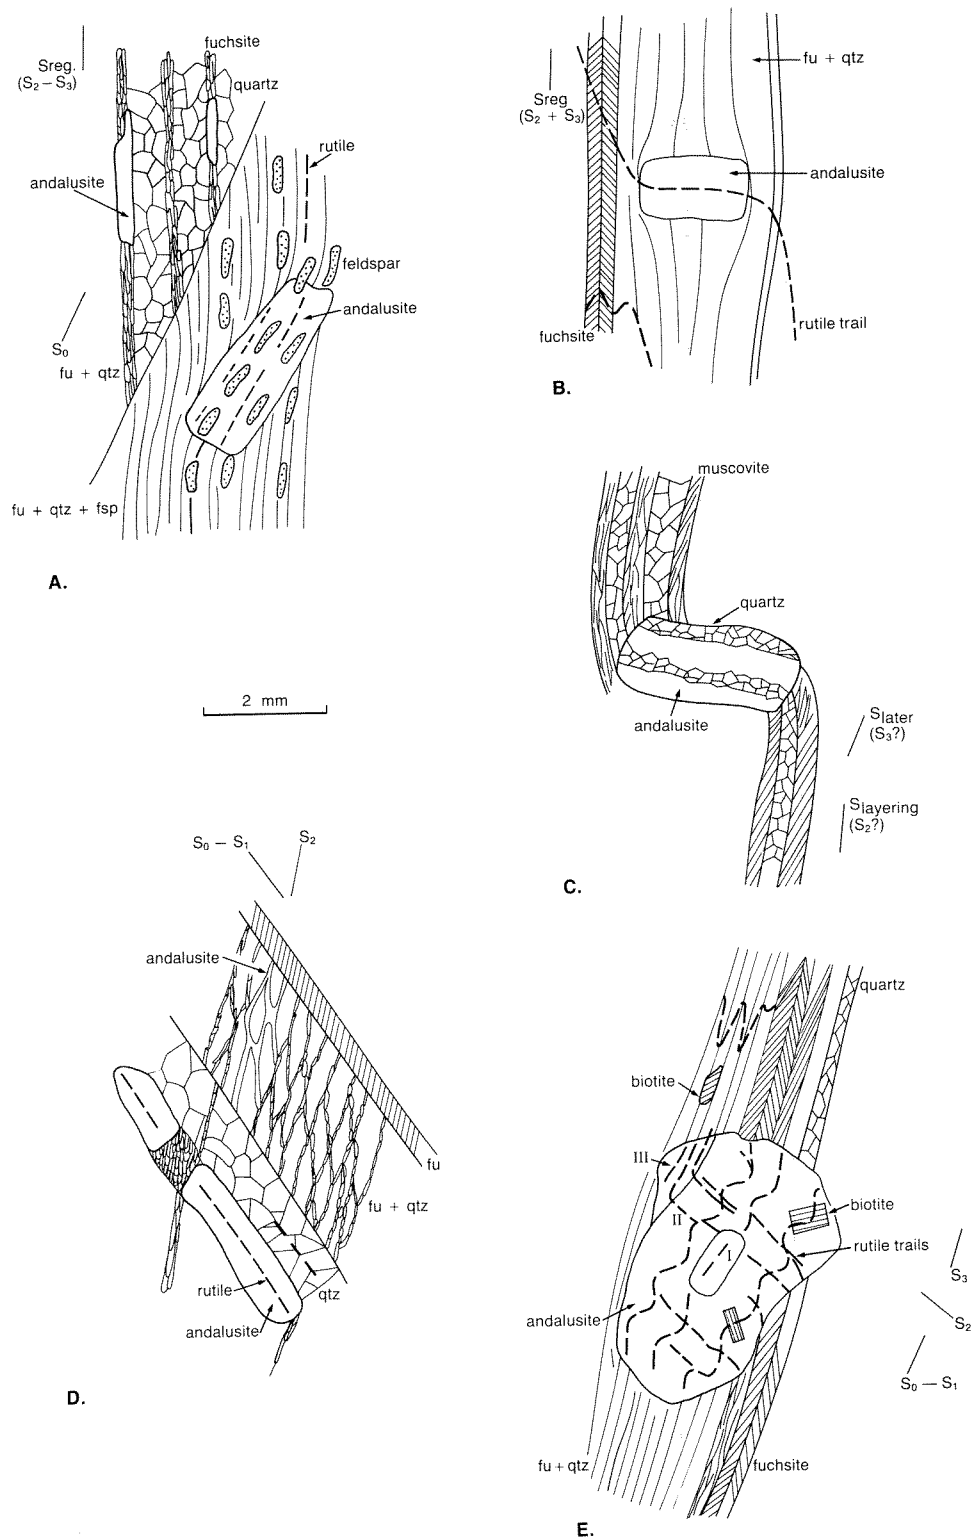 Sreg.
(S2 – S3)
fuchsite
quartz
rutile
andalusite
feldspar
andalusite
S0
fu + qtz
fu + qtz + fsp
A.
Sreg
(S2 + S3)
fu + qtz
andalusite
rutile trail
fuchsite
B.
muscovite
quartz
andalusite
Slater
(S3?)
Slayering
(S2?)
C.
2 mm
S0 – S1
S2
andalusite
fu
fu + qtz
rutile
qtz
andalusite
D.
quartz
biotite
III
II
I
biotite
rutile trails
andalusite
S3
S2
S0 – S1
fu + qtz
fuchsite
E.